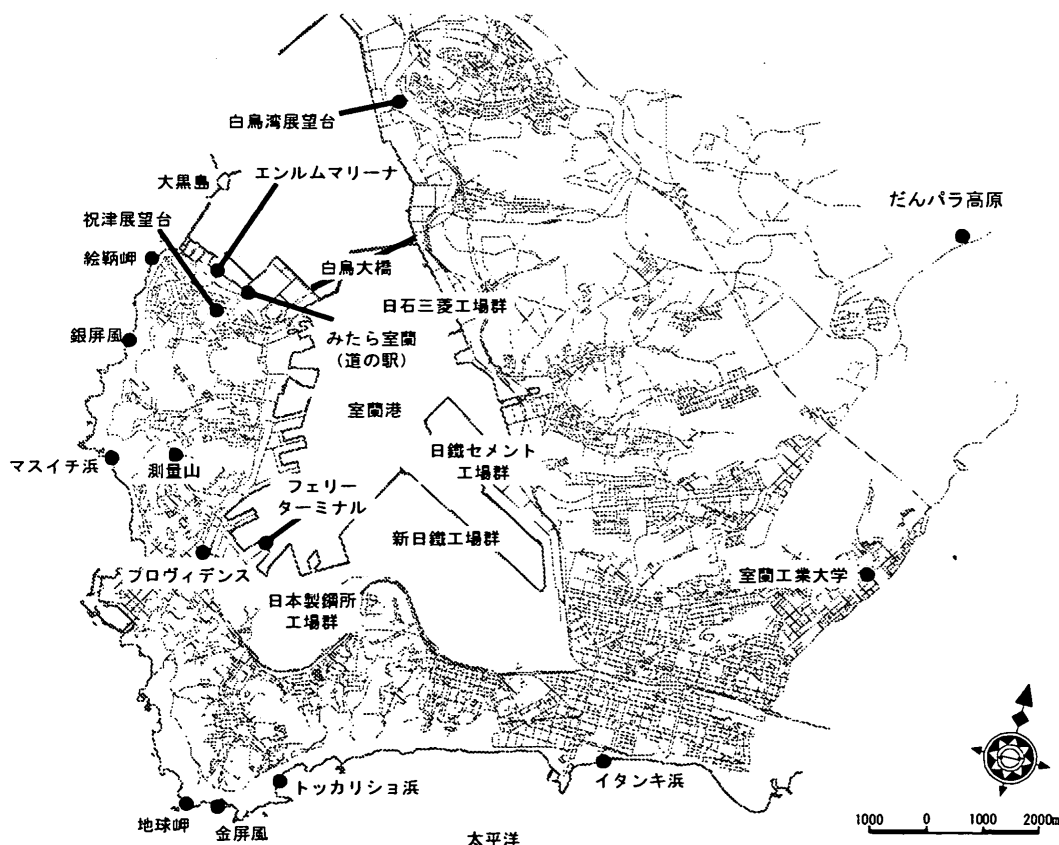 白鳥湾展望台
大黒島
エンルムマリーナ
だんパラ高原
祝津展望台
絵鞆岬
白鳥大橋
日石三菱工場群
銀屏風
みたら室蘭
(道の駅)
室蘭港
日鐵セメント
工場群
マスイチ浜
測量山
フェリー
ターミナル
新日鐵工場群
プロヴィデンス
室蘭工業大学
日本製鋼所
工場群
トッカリショ浜
イタンキ浜
地球岬
金屏風
太平洋
1000 0 1000 2000m